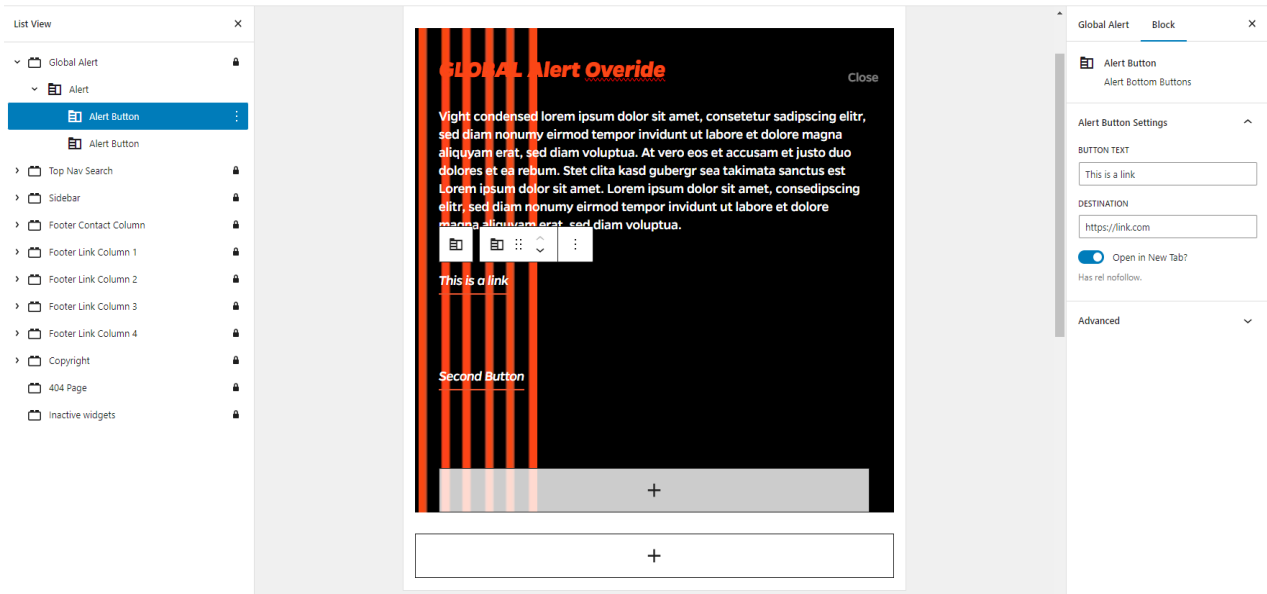 List View
Global Alert
Alert
Alert Button
Alert Button
Top Nav Search
Sidebar
Footer Contact Column
Footer Link Column 1
Footer Link Column 2
Footer Link Column 3
Footer Link Column 4
Copyright
404 Page
Inactive widgets
GLOBAL Alert Overide
Close
Vight condensed lorem ipsum dolor sit amet, consetetur sadipscing elitr,
sed diam nonumy eirmod tempor invidunt ut labore et dolore magna
aliquyam erat, sed diam voluptua. At vero eos et accusam et justo duo
dolores et ea rebum. Stet clita kasd gubergr sea takimata sanctus est
Lorem ipsum dolor sit amet. Lorem ipsum dolor sit amet, consedipscing
elitr, sed diam nonumy eirmod tempor invidunt ut labore et dolore
magna aliquyam erat, sed diam voluptua.
This is a link
Second Button
Global Alert
Block
Alert Button
Alert Bottom Buttons
Alert Button Settings
BUTTON TEXT
This is a link
DESTINATION
https://link.com
Open in New Tab?
Has rel nofollow.
Advanced